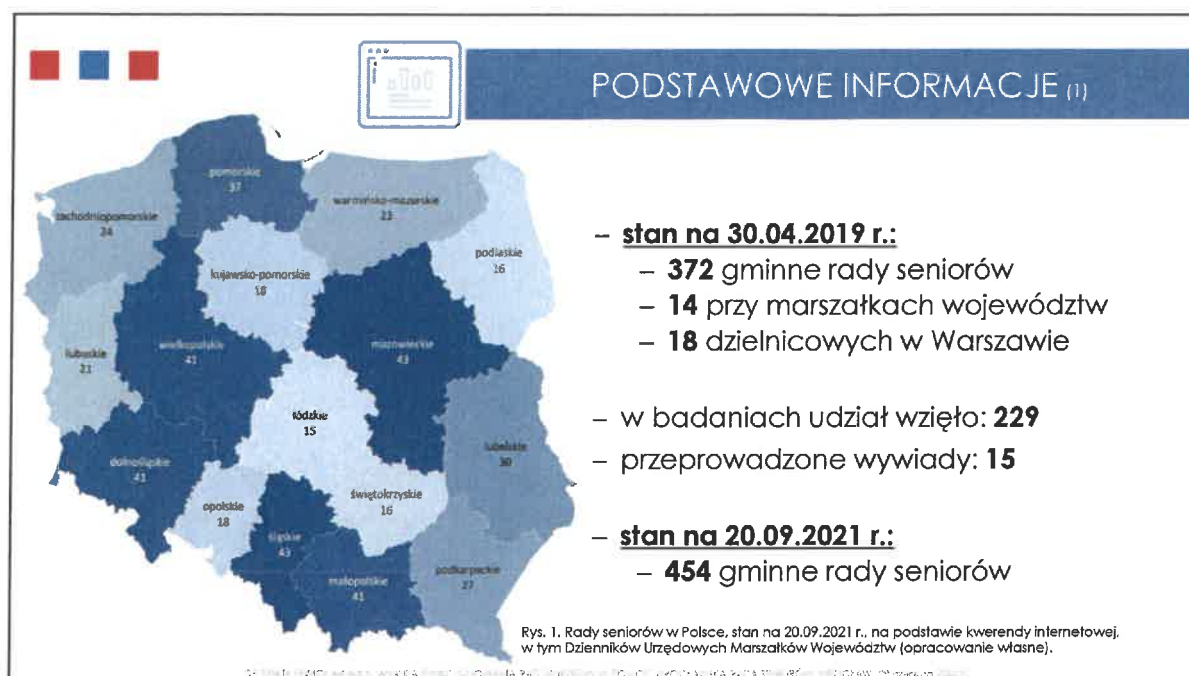 PODSTAWOWE INFORMACJE (1)
pomorskie
37
zachodniopomorskie
24
warmińsko-mazurskie
23
podlaskie
16
kujawsko-pomorskie
18
lubuskie
21
wielkopolskie
41
mazowieckie
43
łódzkie
15
lubelskie
30
dolnośląskie
41
opolskie
18
świętokrzyskie
16
śląskie
43
małopolskie
41
podkarpackie
27
– stan na 30.04.2019 r.:
– 372 gminne rady seniorów
– 14 przy marszałkach województw
– 18 dzielnicowych w Warszawie
– w badaniach udział wzięło: 229
– przeprowadzone wywiady: 15
– stan na 20.09.2021 r.:
– 454 gminne rady seniorów
Rys. 1. Rady seniorów w Polsce, stan na 20.09.2021 r., na podstawie kwerendy internetowej,
w tym Dzienników Urzędowych Marszałków Województw (opracowanie własne).